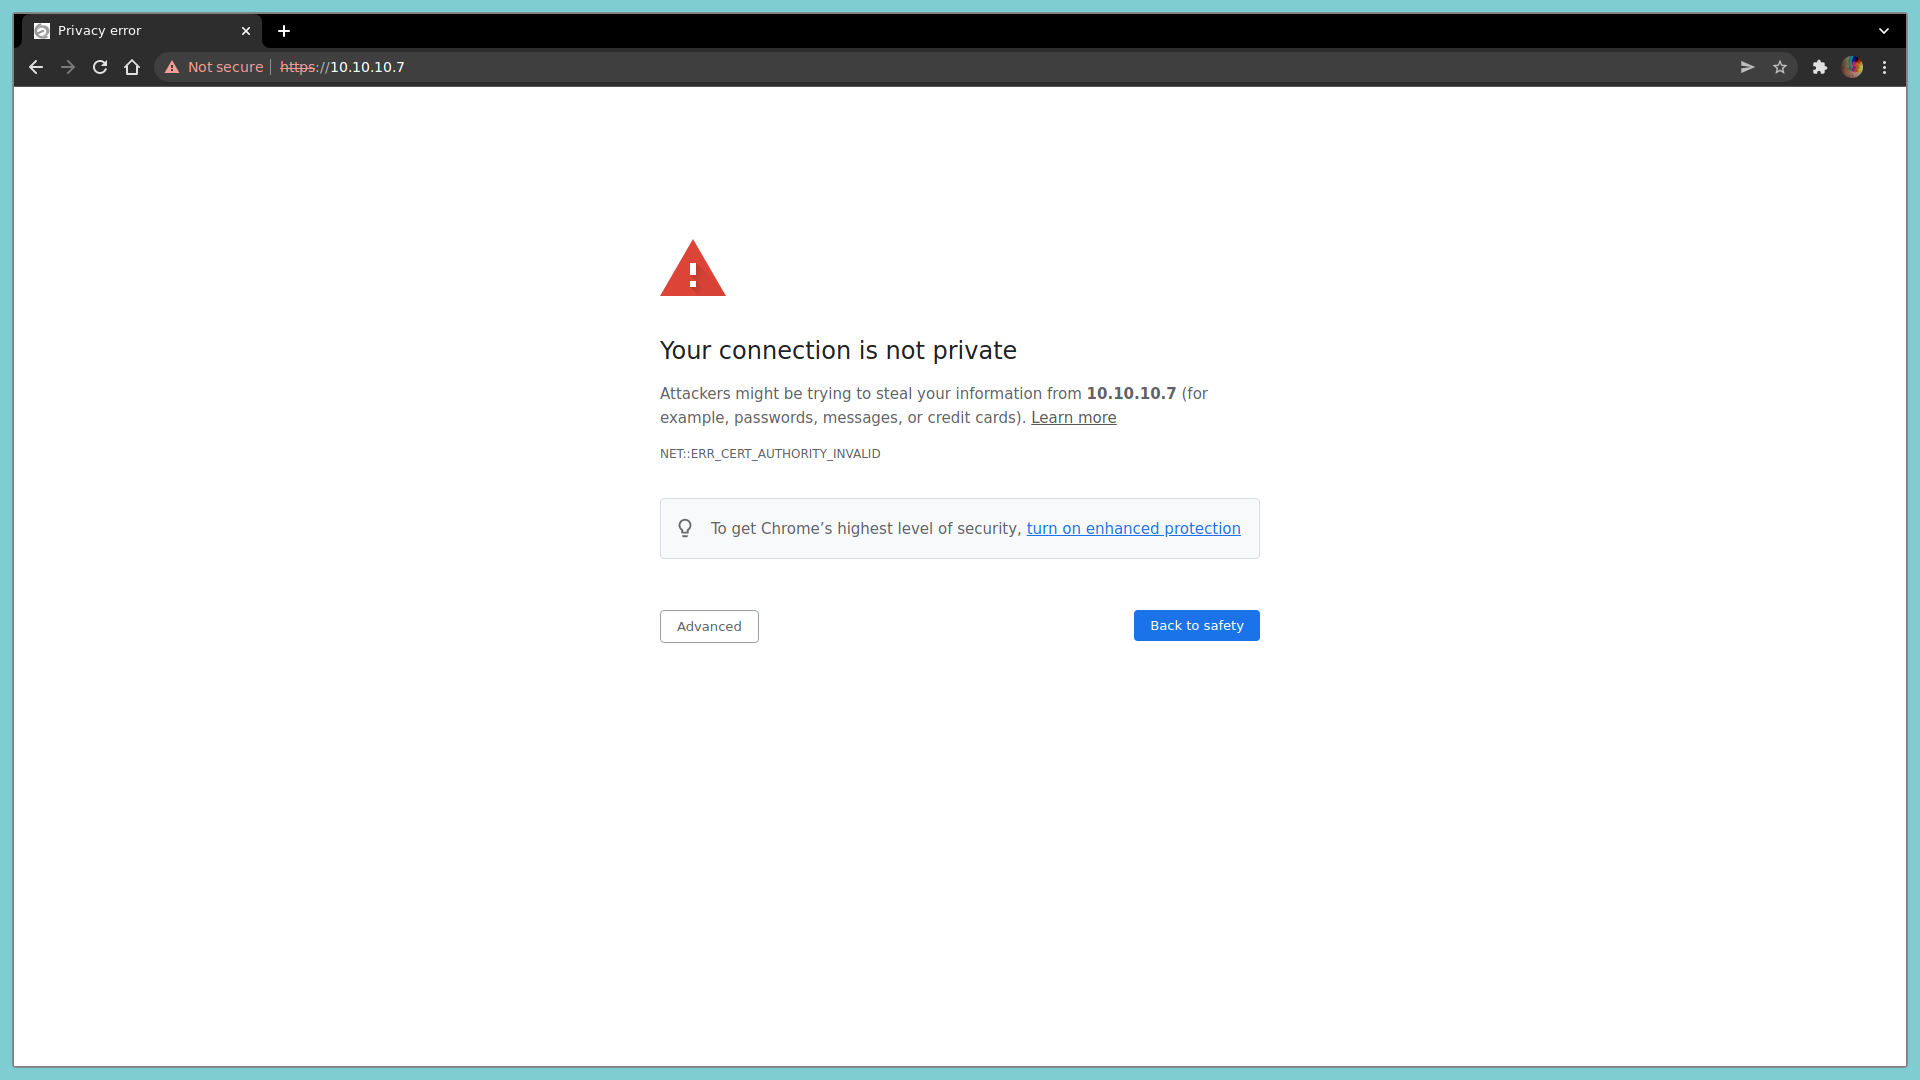 Privacy error
Not secure https://10.10.10.7
Your connection is not private
Attackers might be trying to steal your information from 10.10.10.7 (for
example, passwords, messages, or credit cards). Learn more
NET::ERR_CERT_AUTHORITY_INVALID
To get Chrome’s highest level of security, turn on enhanced protection
Advanced
Back to safety